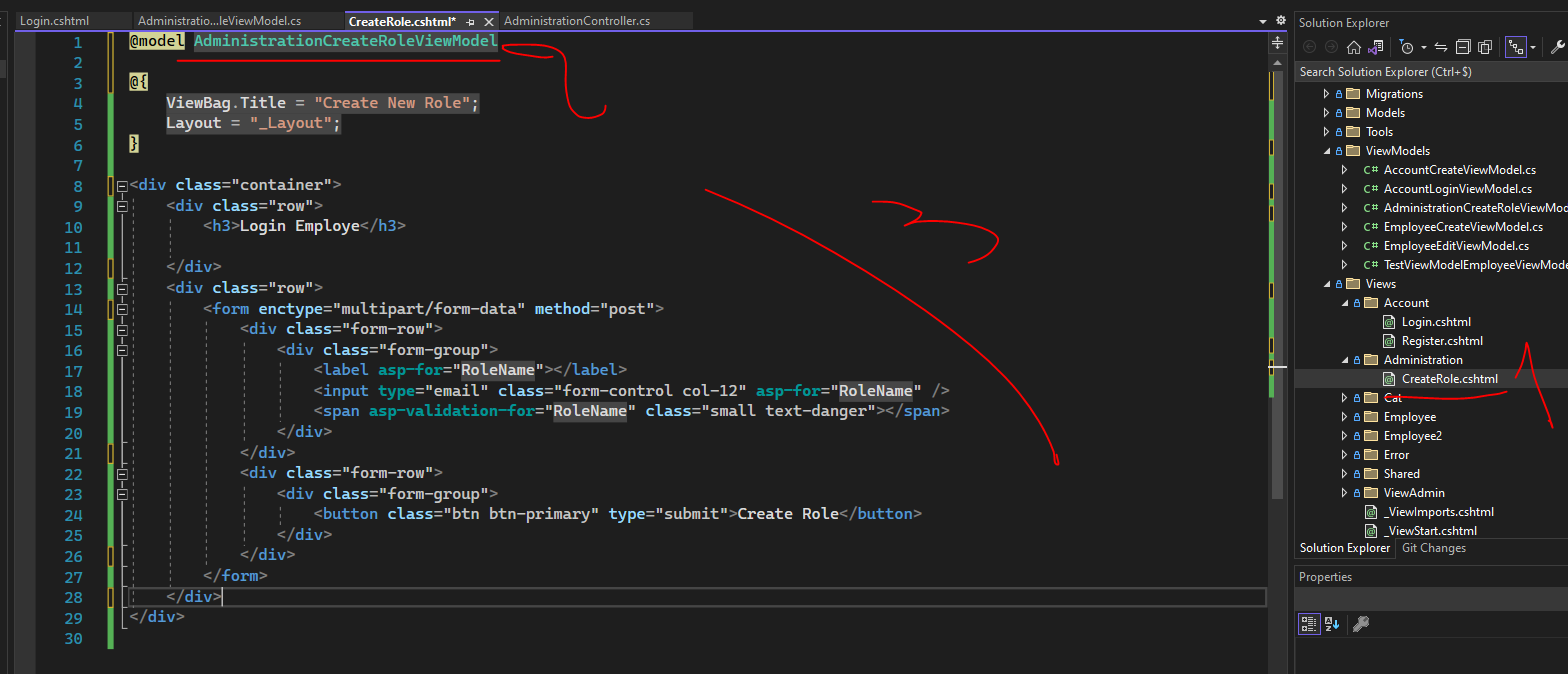 Login.cshtml
Administratio...leViewModel.cs
CreateRole.cshtml*
AdministrationController.cs
1 @model AdministrationCreateRoleViewModel
2
3 @{
4 ViewBag.Title = "Create New Role";
5 Layout = "_Layout";
6 }
7
8 <div class="container">
9 <div class="row">
10 <h3>Login Employe</h3>
11
12 </div>
13 <div class="row">
14 <form enctype="multipart/form-data" method="post">
15 <div class="form-row">
16 <div class="form-group">
17 <label asp-for="RoleName"></label>
18 <input type="email" class="form-control col-12" asp-for="RoleName" />
19 <span asp-validation-for="RoleName" class="small text-danger"></span>
20 </div>
21 </div>
22 <div class="form-row">
23 <div class="form-group">
24 <button class="btn btn-primary" type="submit">Create Role</button>
25 </div>
26 </div>
27 </form>
28 </div>
29 </div>
30
Solution Explorer
Search Solution Explorer (Ctrl+$)
Migrations
Models
Tools
ViewModels
C# AccountCreateViewModel.cs
C# AccountLoginViewModel.cs
C# AdministrationCreateRoleViewMod
C# EmployeeCreateViewModel.cs
C# EmployeeEditViewModel.cs
C# TestViewModelEmployeeViewMode
Views
Account
Login.cshtml
Register.cshtml
Administration
CreateRole.cshtml
Cat
Employee
Employee2
Error
Shared
ViewAdmin
_ViewImports.cshtml
_ViewStart.cshtml
Solution Explorer
Git Changes
Properties